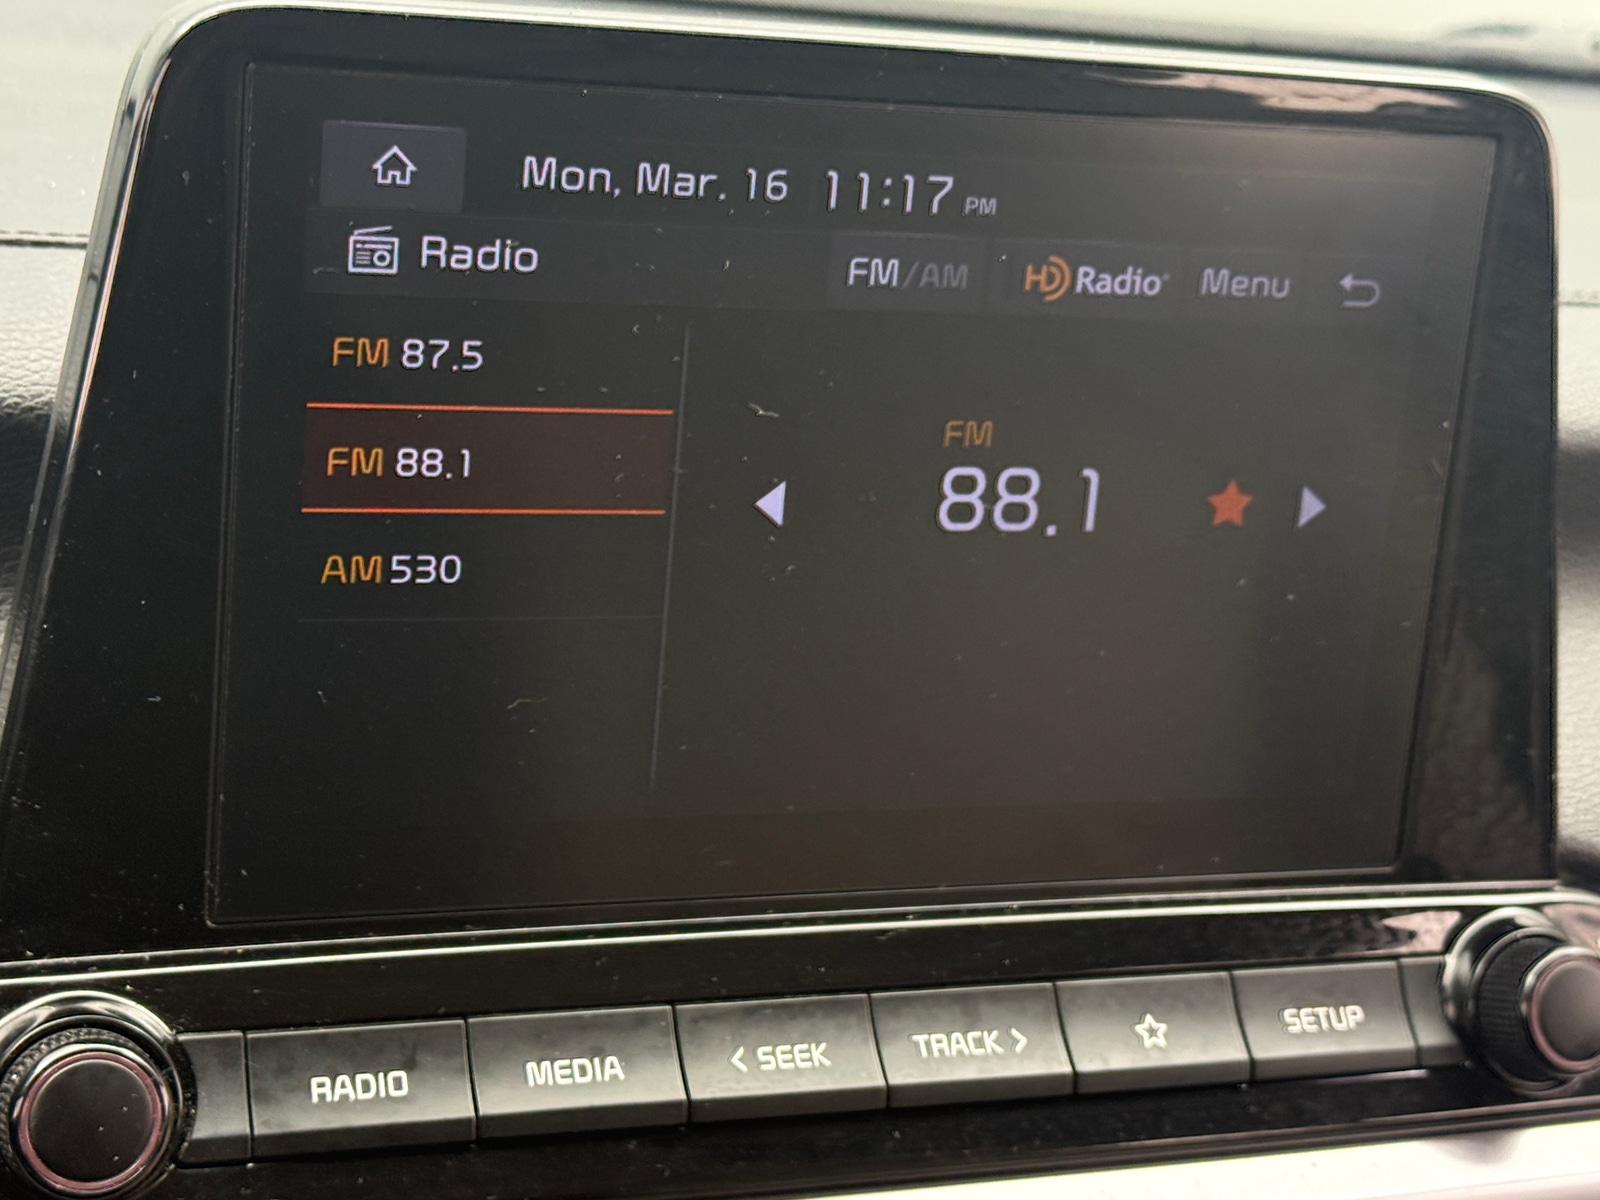 Mon, Mar. 16 11:17 PM
Radio FM/AM HD Radio Menu
FM 87.5
FM 88.1
AM 530
FM
88.1
RADIO MEDIA < SEEK TRACK > SETUP